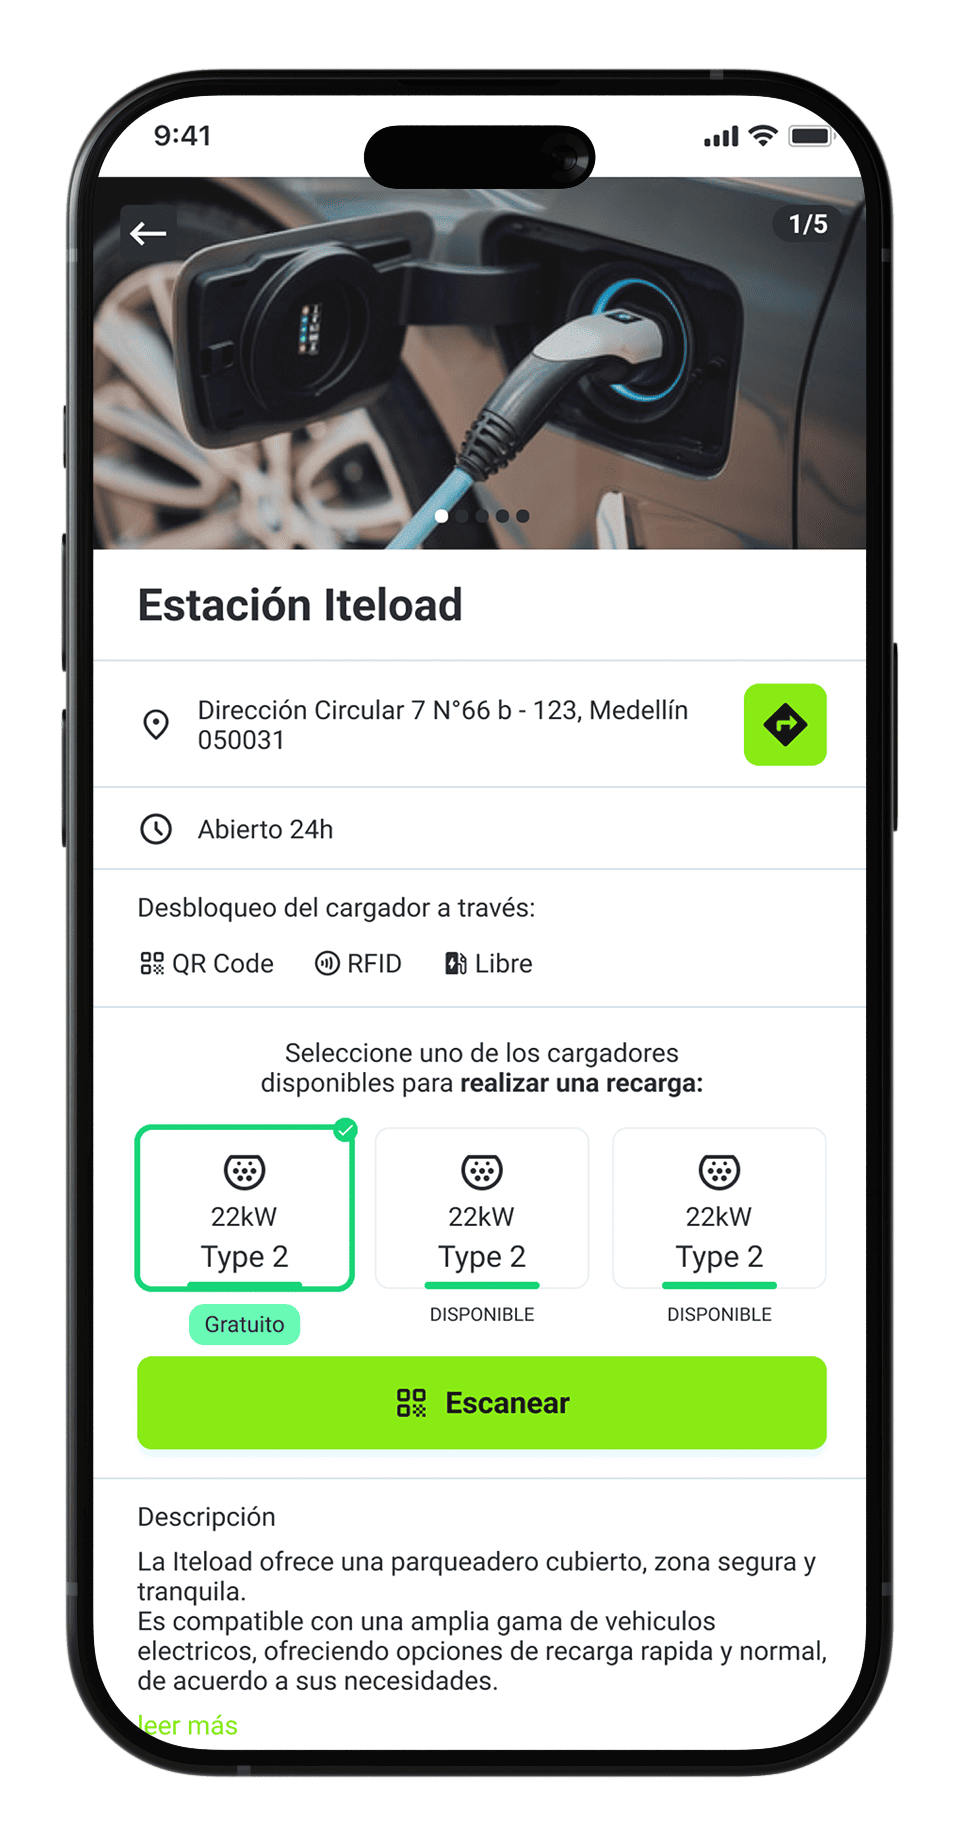 9:41
1/5
Estación Iteload
Dirección Circular 7 N°66 b - 123, Medellín
050031
Abierto 24h
Desbloqueo del cargador a través:
QR Code RFID Libre
Seleccione uno de los cargadores
disponibles para realizar una recarga:
22kW 22kW 22kW
Type 2 Type 2 Type 2
Gratuito DISPONIBLE DISPONIBLE
Escanear
Descripción
La Iteload ofrece una parqueadero cubierto, zona segura y
tranquila.
Es compatible con una amplia gama de vehiculos
electricos, ofreciendo opciones de recarga rapida y normal,
de acuerdo a sus necesidades.
leer más